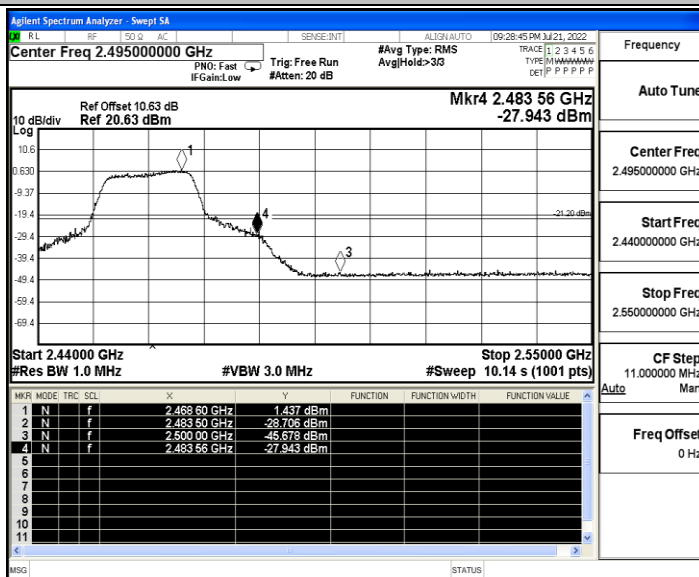 Agilent Spectrum Analyzer - Swept SA
RL RF 50 Ω AC SENSE:INT ALIGN AUTO 09:28:45 PM Jul 21, 2022
Center Freq 2.495000000 GHz
PNO: Fast
IFGain:Low
Trig: Free Run
#Atten: 20 dB
#Avg Type: RMS
Avg|Hold:>3/3
TRACE 1 2 3 4 5 6
TYPE M
DET P P P P P P
Ref Offset 10.63 dB
Ref 20.63 dBm
10 dB/div
Log
Mkr4 2.483 56 GHz
-27.943 dBm
10.6
0.630
-9.37
-19.4
-29.4
-39.4
-49.4
-59.4
-69.4
1
4
3
-21.20 dBm
Start 2.44000 GHz Stop 2.55000 GHz
#Res BW 1.0 MHz #VBW 3.0 MHz #Sweep 10.14 s (1001 pts)
MKR MODE TRC SCL X Y FUNCTION FUNCTION WIDTH FUNCTION VALUE
1 N f 2.468 60 GHz 1.437 dBm
2 N f 2.483 50 GHz -28.706 dBm
3 N f 2.500 00 GHz -45.678 dBm
4 N f 2.483 56 GHz -27.943 dBm
5
6
7
8
9
10
11
MSG STATUS
Frequency
Auto Tune
Center Freq
2.495000000 GHz
Start Freq
2.440000000 GHz
Stop Freq
2.550000000 GHz
CF Step
11.000000 MHz
Auto Man
Freq Offset
0 Hz